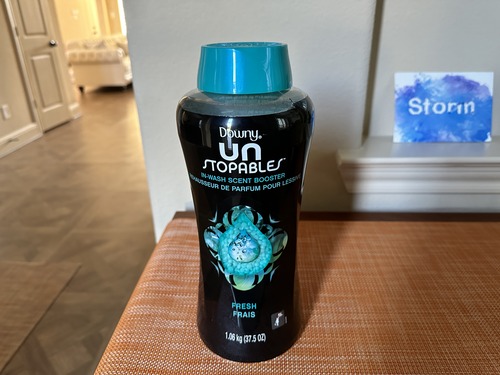 Downy®
UN
STOPABLES™
IN-WASH SCENT BOOSTER
REHAUSSEUR DE PARFUM POUR LESSIVE
FRESH
FRAIS
1.06 kg (37.5 OZ)
Storm